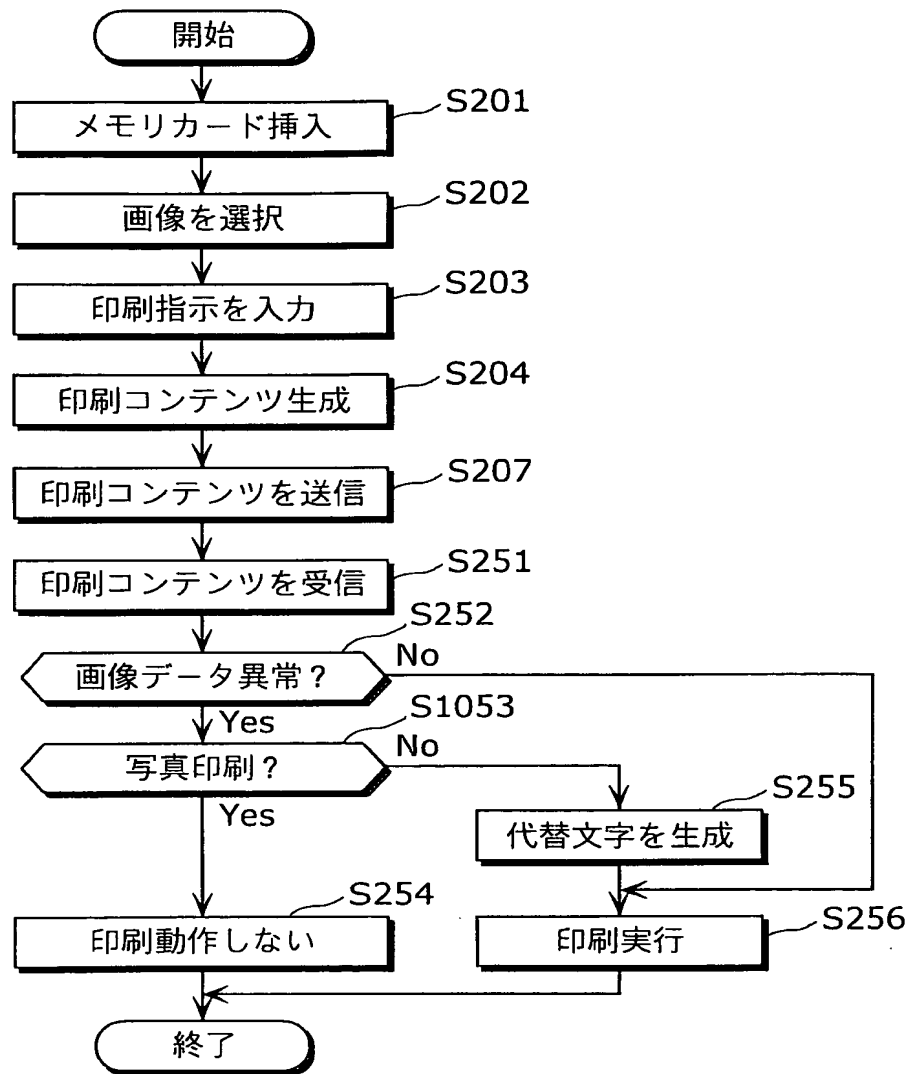 開始
S201
メモリカード挿入
S202
画像を選択
S203
印刷指示を入力
S204
印刷コンテンツ生成
S207
印刷コンテンツを送信
S251
印刷コンテンツを受信
S252
画像データ異常？
No
Yes
S1053
写真印刷？
No
Yes
S255
代替文字を生成
S254
印刷動作しない
S256
印刷実行
終了